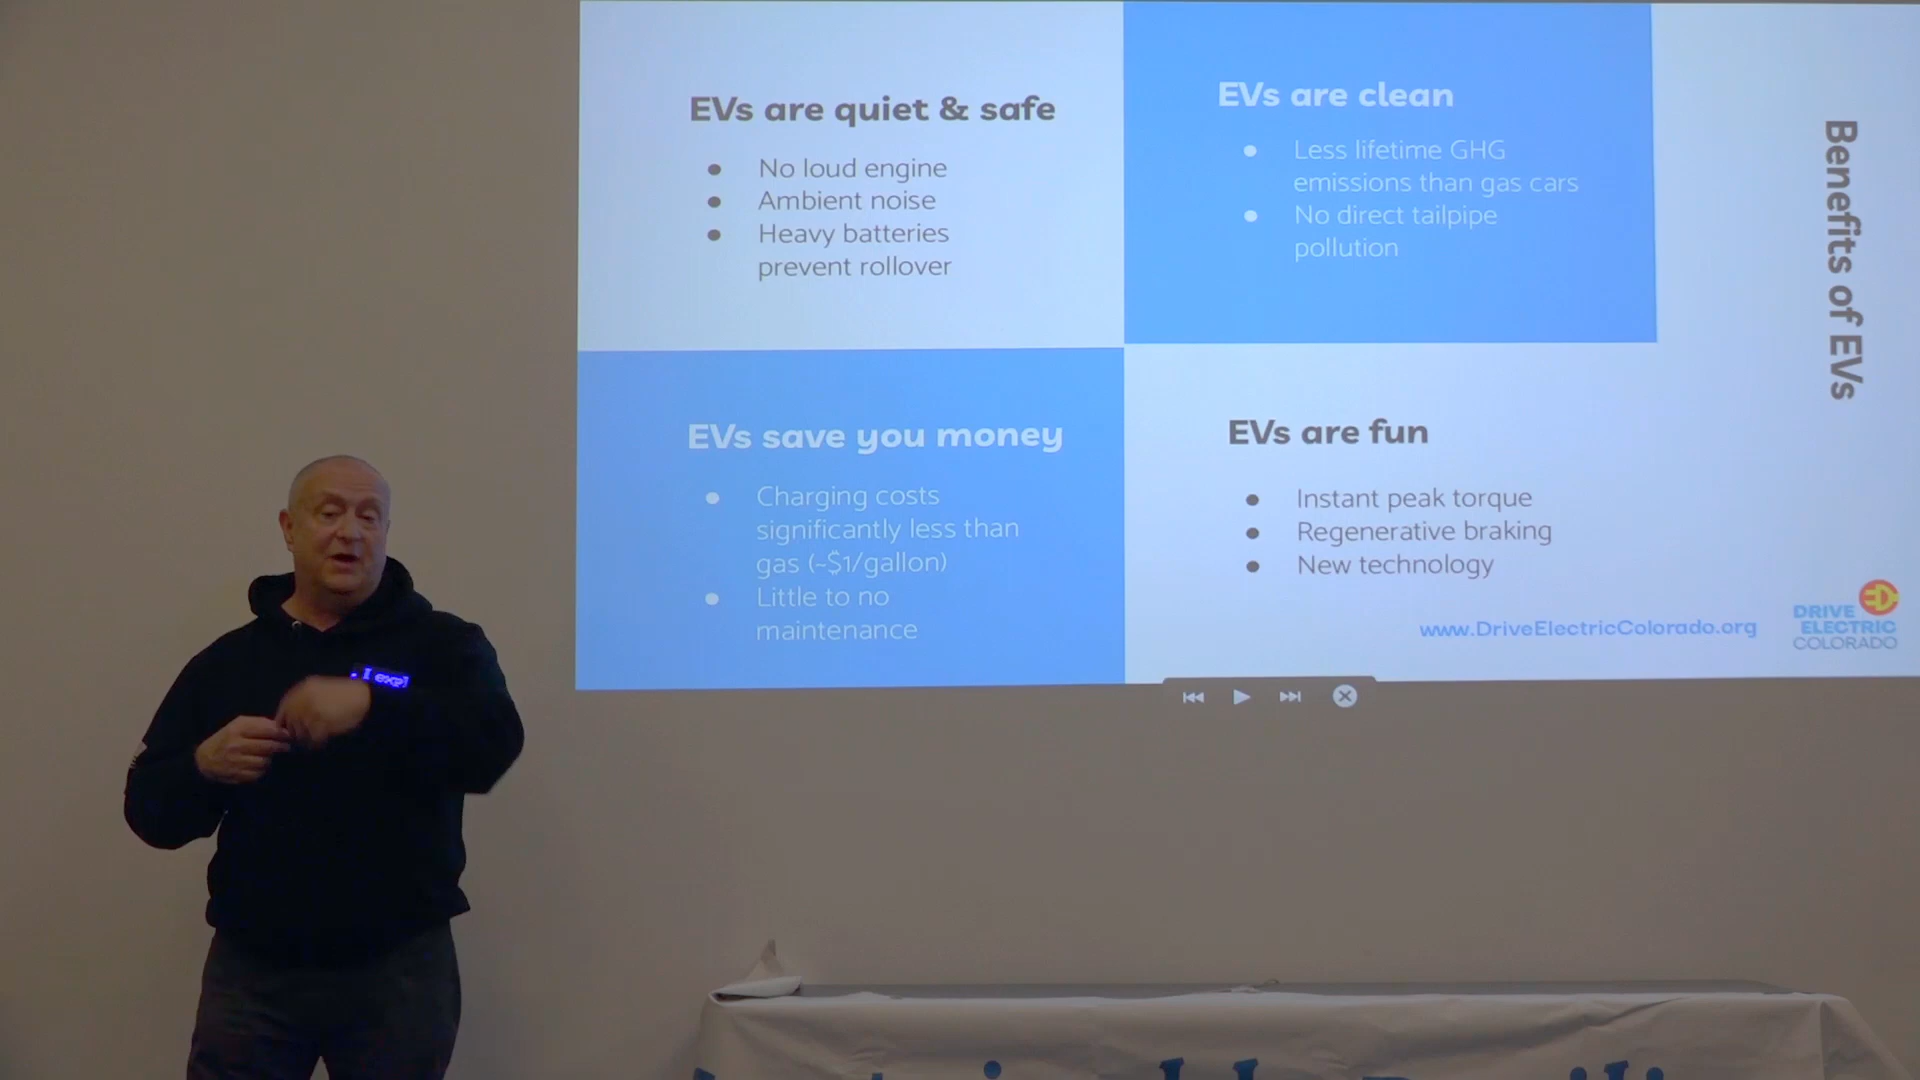 EVs are quiet & safe
● No loud engine
● Ambient noise
● Heavy batteries
prevent rollover
EVs are clean
● Less lifetime GHG
emissions than gas cars
● No direct tailpipe
pollution
Benefits of EVs
EVs save you money
● Charging costs
significantly less than
gas (~$1/gallon)
● Little to no
maintenance
EVs are fun
● Instant peak torque
● Regenerative braking
● New technology
www.DriveElectricColorado.org
DRIVE
ELECTRIC
COLORADO